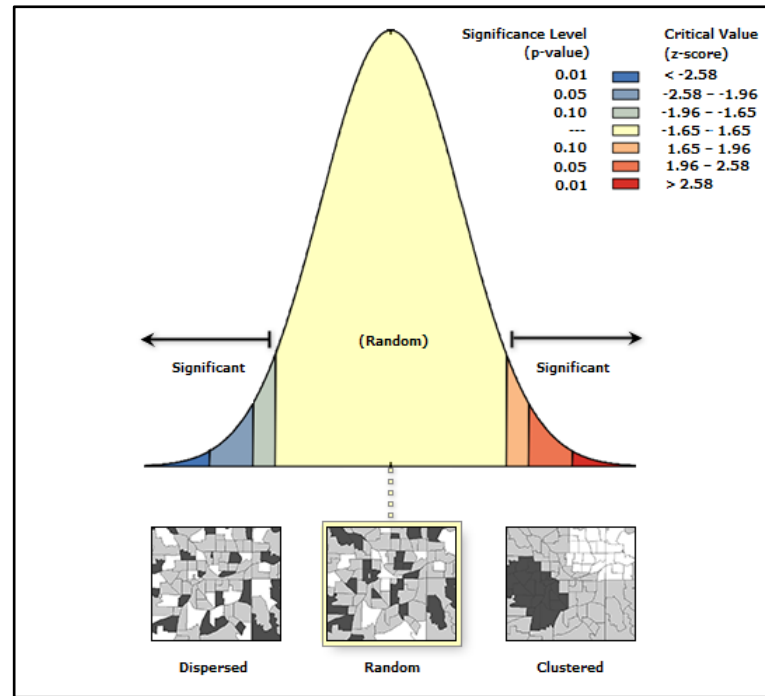 Significance Level Critical Value
(p-value) (z-score)
0.01 < -2.58
0.05 -2.58 – -1.96
0.10 -1.96 – -1.65
--- -1.65 – 1.65
0.10 1.65 – 1.96
0.05 1.96 – 2.58
0.01 > 2.58
(Random)
Significant Significant
Dispersed Random Clustered